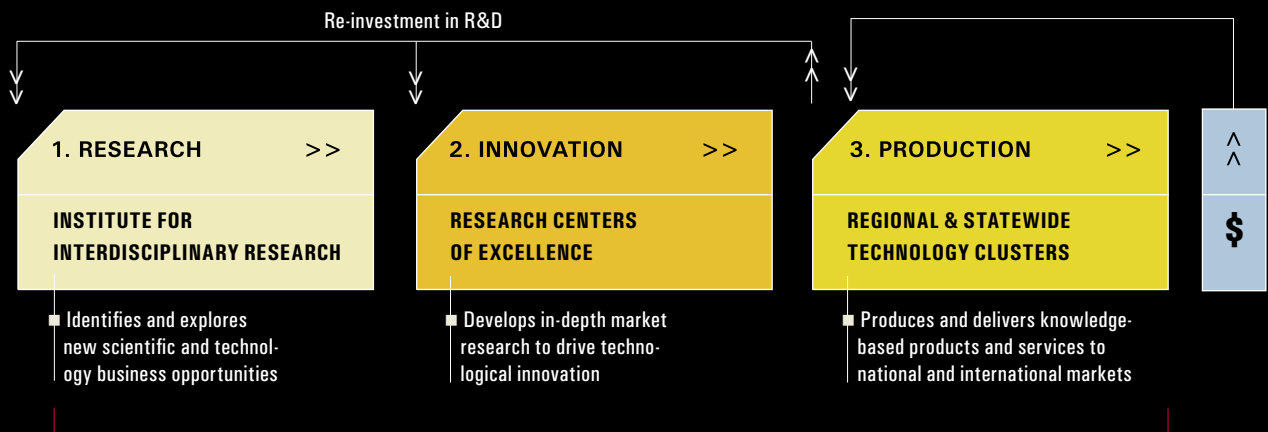 Re-investment in R&D
1. RESEARCH >>
INSTITUTE FOR
INTERDISCIPLINARY RESEARCH
Identifies and explores
new scientific and technol-
ogy business opportunities
2. INNOVATION >>
RESEARCH CENTERS
OF EXCELLENCE
Develops in-depth market
research to drive techno-
logical innovation
3. PRODUCTION >>
REGIONAL & STATEWIDE
TECHNOLOGY CLUSTERS
Produces and delivers knowledge-
based products and services to
national and international markets
$